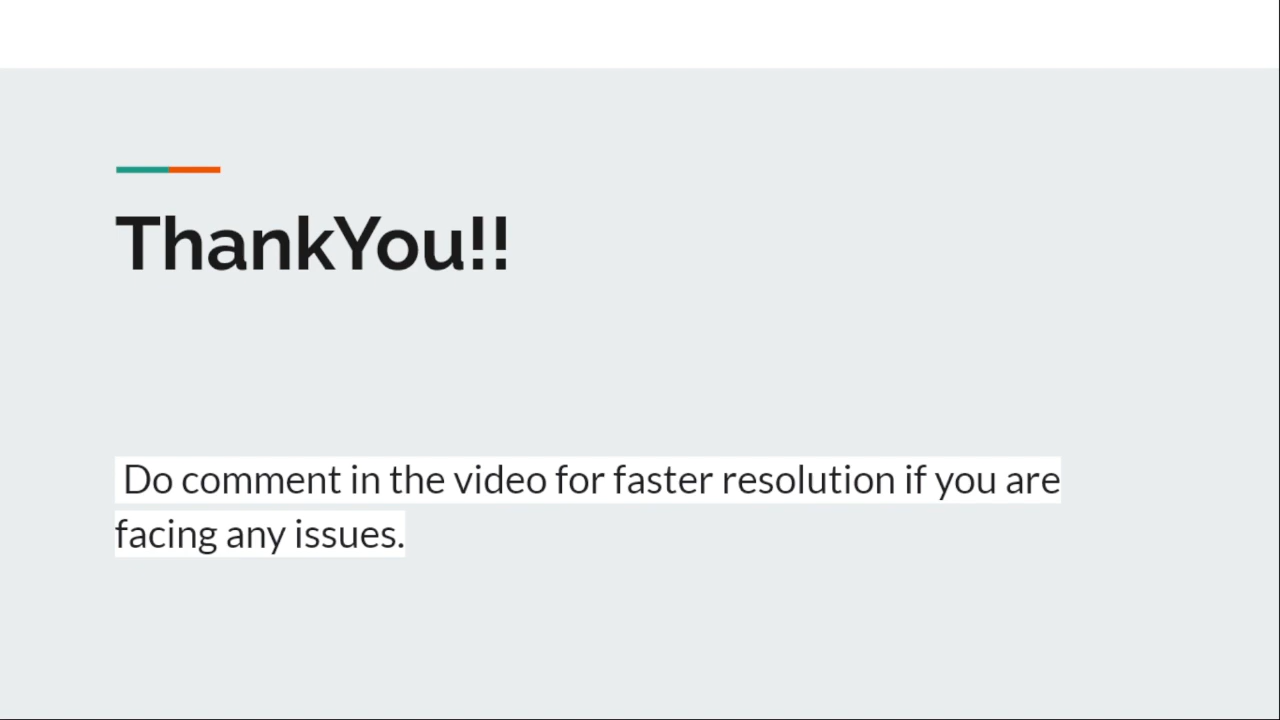 ThankYou!!
Do comment in the video for faster resolution if you are
facing any issues.